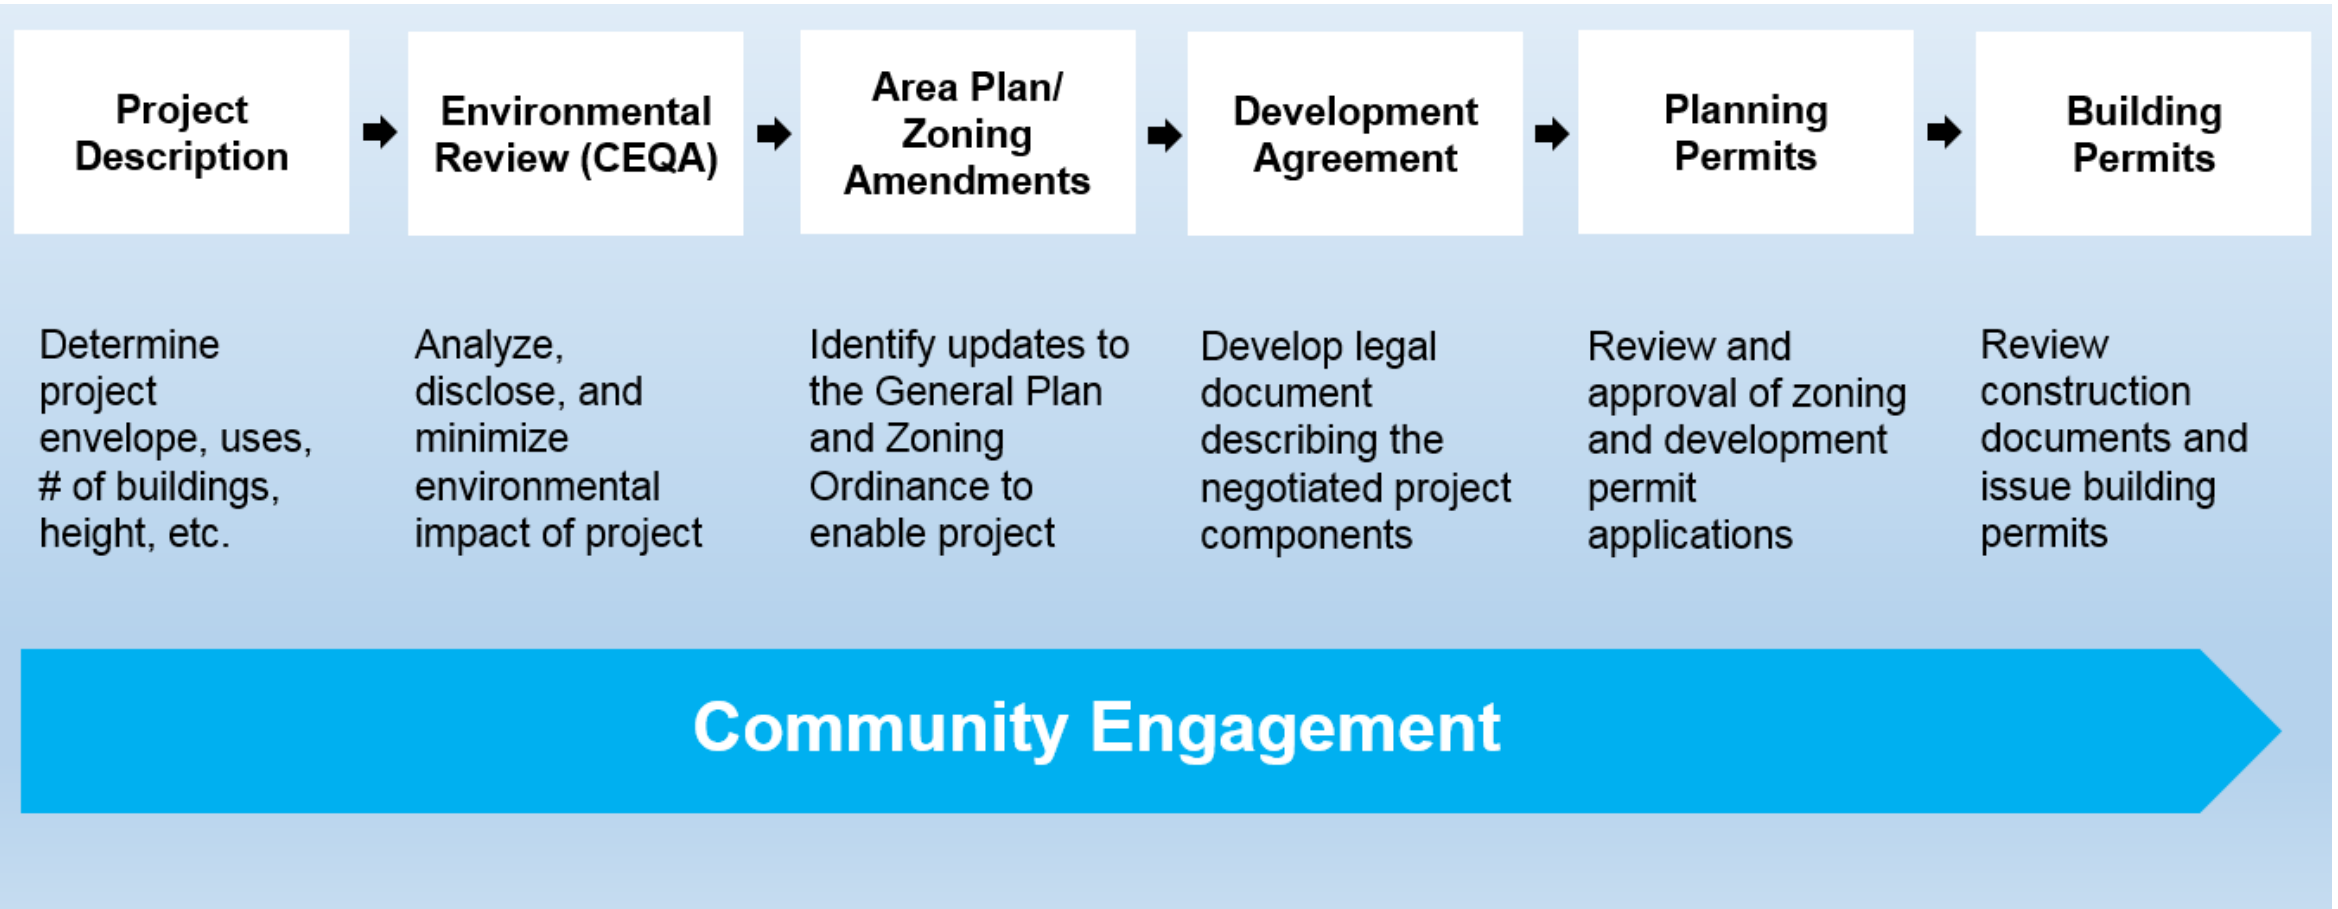 Project
Description
Environmental
Review (CEQA)
Area Plan/
Zoning
Amendments
Development
Agreement
Planning
Permits
Building
Permits
Determine
project
envelope, uses,
# of buildings,
height, etc.
Analyze,
disclose, and
minimize
environmental
impact of project
Identify updates to
the General Plan
and Zoning
Ordinance to
enable project
Develop legal
document
describing the
negotiated project
components
Review and
approval of zoning
and development
permit
applications
Review
construction
documents and
issue building
permits
Community Engagement